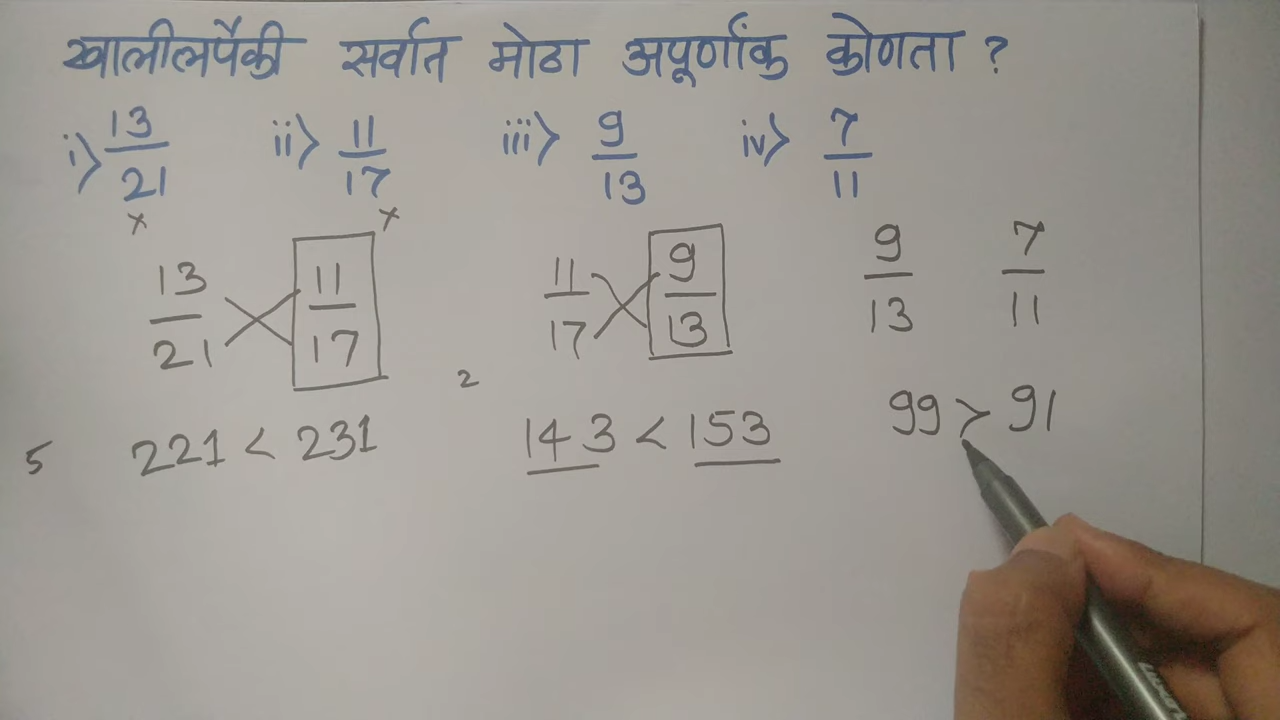 खालीलपैकी सर्वात मोठा अपूर्णांक कोणता ?
i) 13/21 ii) 11/17 iii) 9/13 iv) 7/11
x x
13/21 11/17 11/17 9/13 9/13 7/11
2
5 221 < 231 143 < 153 99 > 91